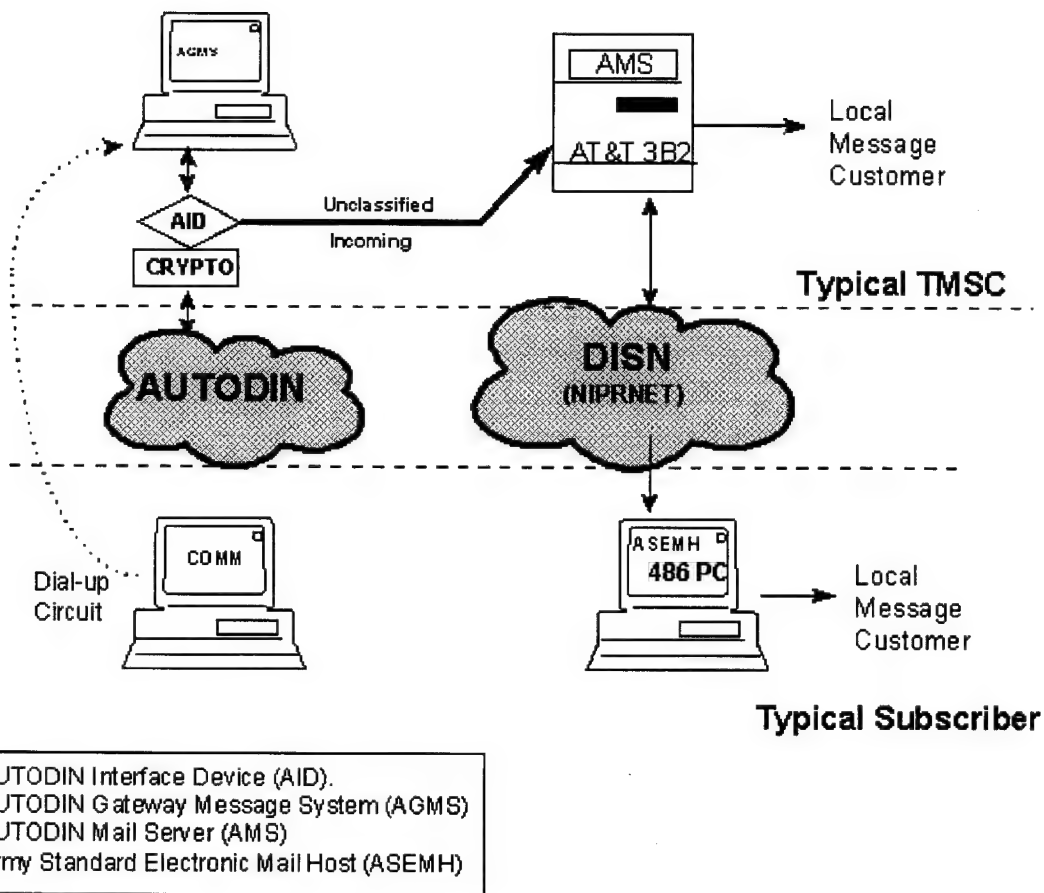 AGMS
AMS
AT&T 3B2
Local
Message
Customer
Unclassified
Incoming
AID
CRYPTO
Typical TMSC
AUTODIN
DISN
(NIPRNET)
COMM
Dial-up
Circuit
ASEMH
486 PC
Local
Message
Customer
Typical Subscriber
UTODIN Interface Device (AID).
UTODIN Gateway Message System (AGMS)
UTODIN Mail Server (AMS)
rmy Standard Electronic Mail Host (ASEMH)